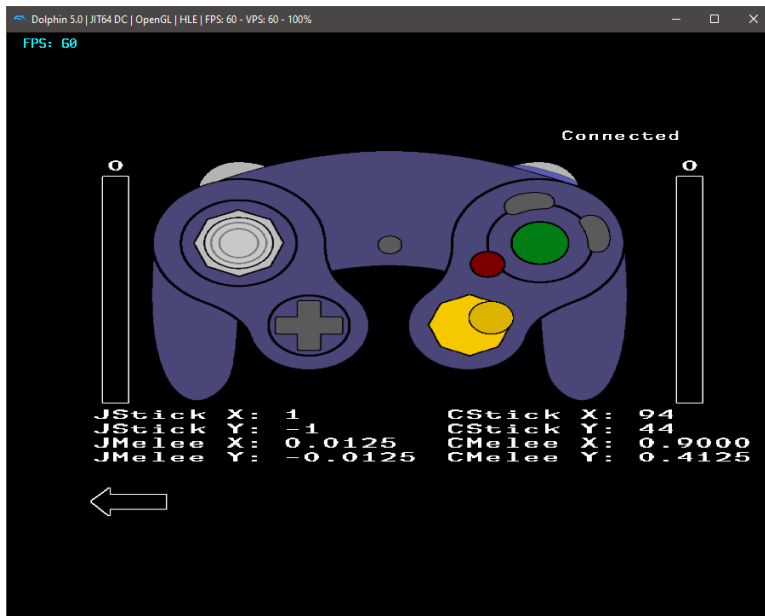 Dolphin 5.0 | JIT64 DC | OpenGL | HLE | FPS: 60 - VPS: 60 - 100%
FPS: 60
Connected
0 0
JStick X: 1 CStick X: 94
JStick Y: -1 CStick Y: 44
JMelee X: 0.0125 CMelee X: 0.9000
JMelee Y: -0.0125 CMelee Y: 0.4125